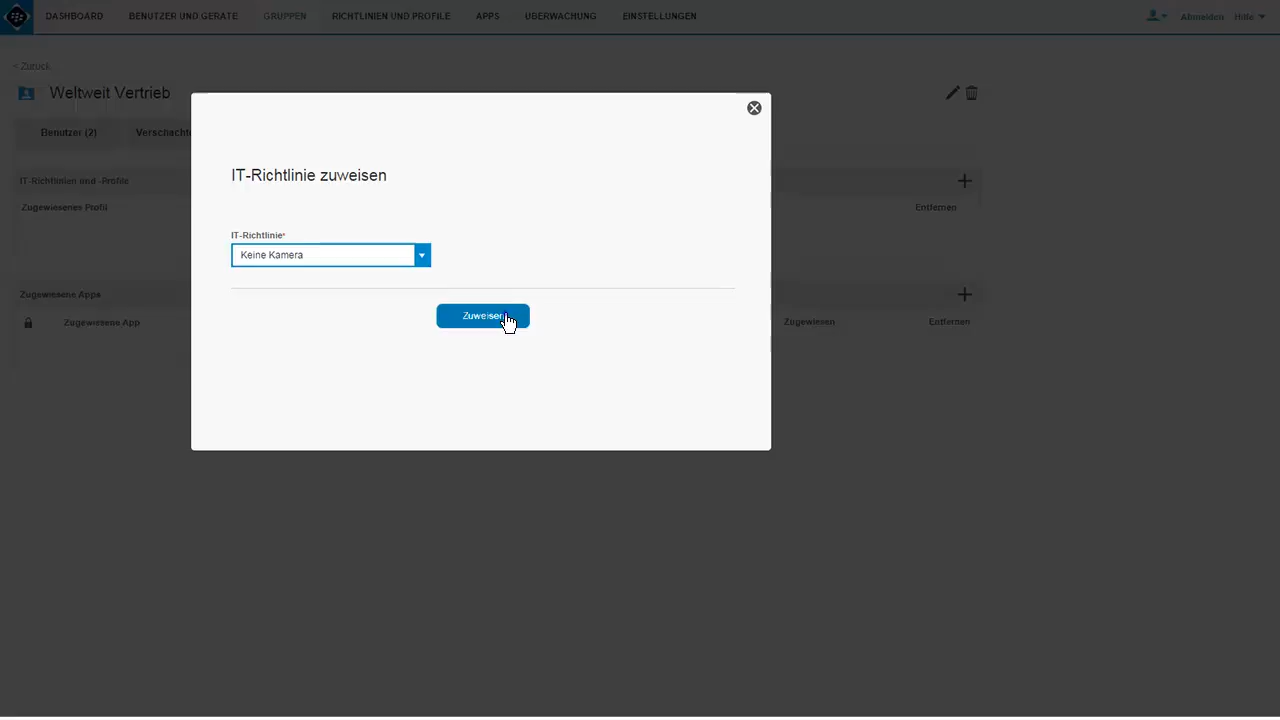 DASHBOARD BENUTZER UND GERÄTE GRUPPEN RICHTLINIEN UND PROFILE APPS ÜBERWACHUNG EINSTELLUNGEN Abmelden Hilfe
< Zurück
Weltweit Vertrieb
Benutzer (2) Verschachte
IT-Richtlinien und -Profile
Zugewiesenes Profil Entfernen
Zugewiesene Apps
Zugewiesene App Zugewiesen Entfernen
IT-Richtlinie zuweisen
IT-Richtlinie*
Keine Kamera
Zuweisen